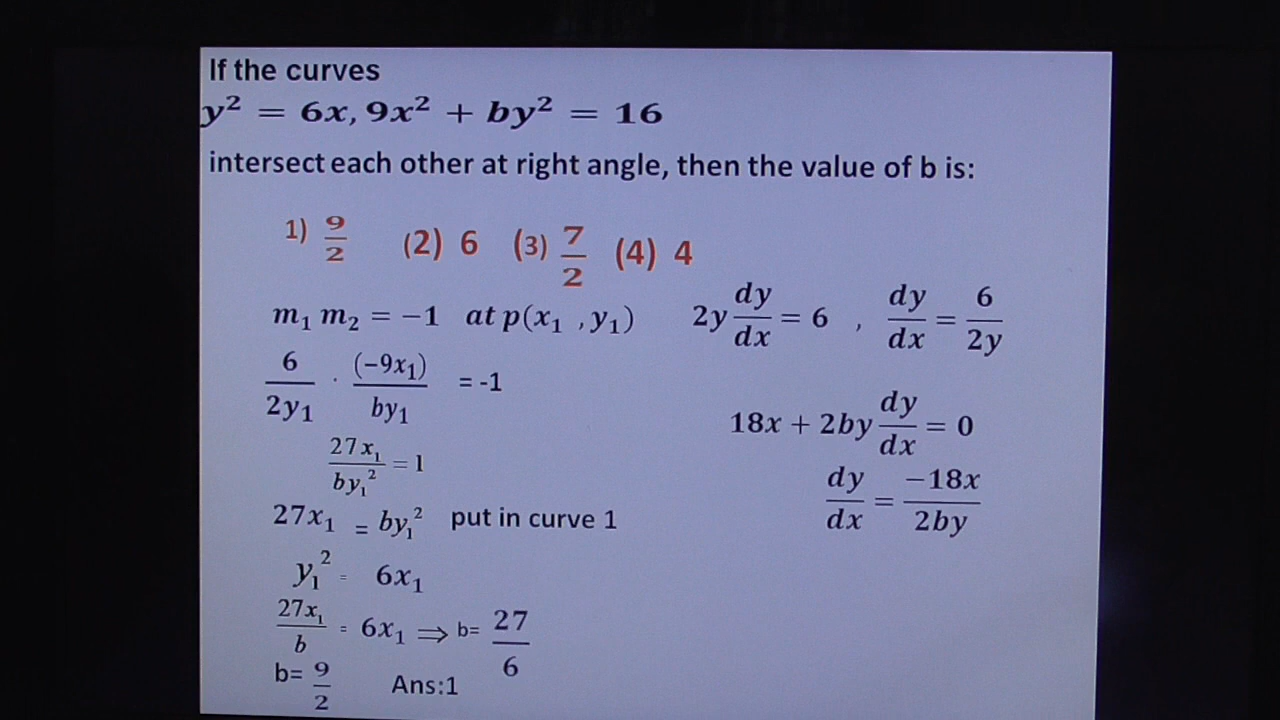 If the curves
y² = 6x, 9x² + by² = 16
intersect each other at right angle, then the value of b is:
1) 9/2 (2) 6 (3) 7/2 (4) 4
m₁ m₂ = −1 at p(x₁ ,y₁) 2y dy/dx = 6 , dy/dx = 6/2y
6/2y₁ . (−9x₁)/by₁ = -1
18x + 2by dy/dx = 0
27x₁/by₁² = 1
dy/dx = −18x/2by
27x₁ = by₁² put in curve 1
y₁² = 6x₁
27x₁/b = 6x₁ ⟹ b= 27/6
b= 9/2 Ans:1